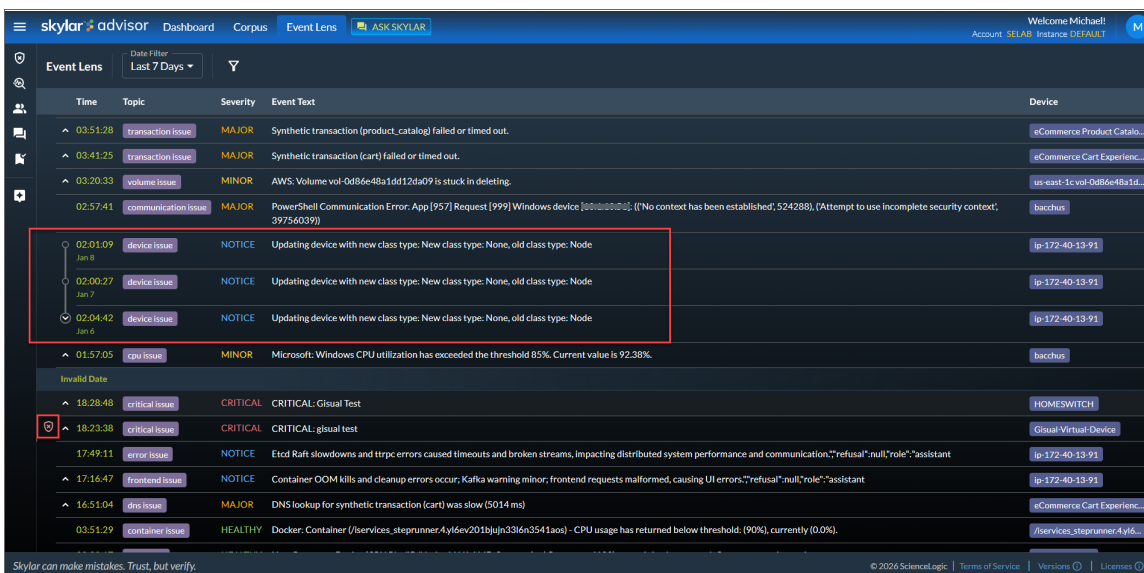 skylar advisor Dashboard Corpus Event Lens ASK SKYLAR Welcome Michael! M
Account SELAB Instance DEFAULT
Event Lens Date Filter Last 7 Days
Time Topic Severity Event Text Device
03:51:28 transaction issue MAJOR Synthetic transaction (product_catalog) failed or timed out. eCommerce Product Catalo...
03:41:25 transaction issue MAJOR Synthetic transaction (cart) failed or timed out. eCommerce Cart Experienc...
03:20:33 volume issue MINOR AWS: Volume vol-0d86e48a1dd12da09 is stuck in deleting. us-east-1c vol-0d86e48a1d...
02:57:41 communication issue MAJOR PowerShell Communication Error: App [957] Request [999] Windows device []: (('No context has been established', 524288), ('Attempt to use incomplete security context', bacchus
39756039))
02:01:09 device issue NOTICE Updating device with new class type: New class type: None, old class type: Node ip-172-40-13-91
Jan 8
02:00:27 device issue NOTICE Updating device with new class type: New class type: None, old class type: Node ip-172-40-13-91
Jan 7
02:04:42 device issue NOTICE Updating device with new class type: New class type: None, old class type: Node ip-172-40-13-91
Jan 6
01:57:05 cpu issue MINOR Microsoft: Windows CPU utilization has exceeded the threshold 85%. Current value is 92.38%. bacchus
Invalid Date
18:28:48 critical issue CRITICAL CRITICAL: Gisual Test HOMESWITCH
18:23:38 critical issue CRITICAL CRITICAL: gisual test Gisual-Virtual-Device
17:49:11 error issue NOTICE Etcd Raft slowdowns and ttrpc errors caused timeouts and broken streams, impacting distributed system performance and communication.","refusal":null,"role":"assistant ip-172-40-13-91
17:16:47 frontend issue NOTICE Container OOM kills and cleanup errors occur; Kafka warning minor; frontend requests malformed, causing UI errors.","refusal":null,"role":"assistant ip-172-40-13-91
16:51:04 dns issue MAJOR DNS lookup for synthetic transaction (cart) was slow (5014 ms) eCommerce Cart Experienc...
03:51:29 container issue HEALTHY Docker: Container (/iservices_steprunner.4.yl6ev201bjujn33l6n3541aos) - CPU usage has returned below threshold: (90%), currently (0.0%). /iservices_steprunner.4.yl6...
Skylar can make mistakes. Trust, but verify. © 2026 ScienceLogic | Terms of Service | Versions | Licenses